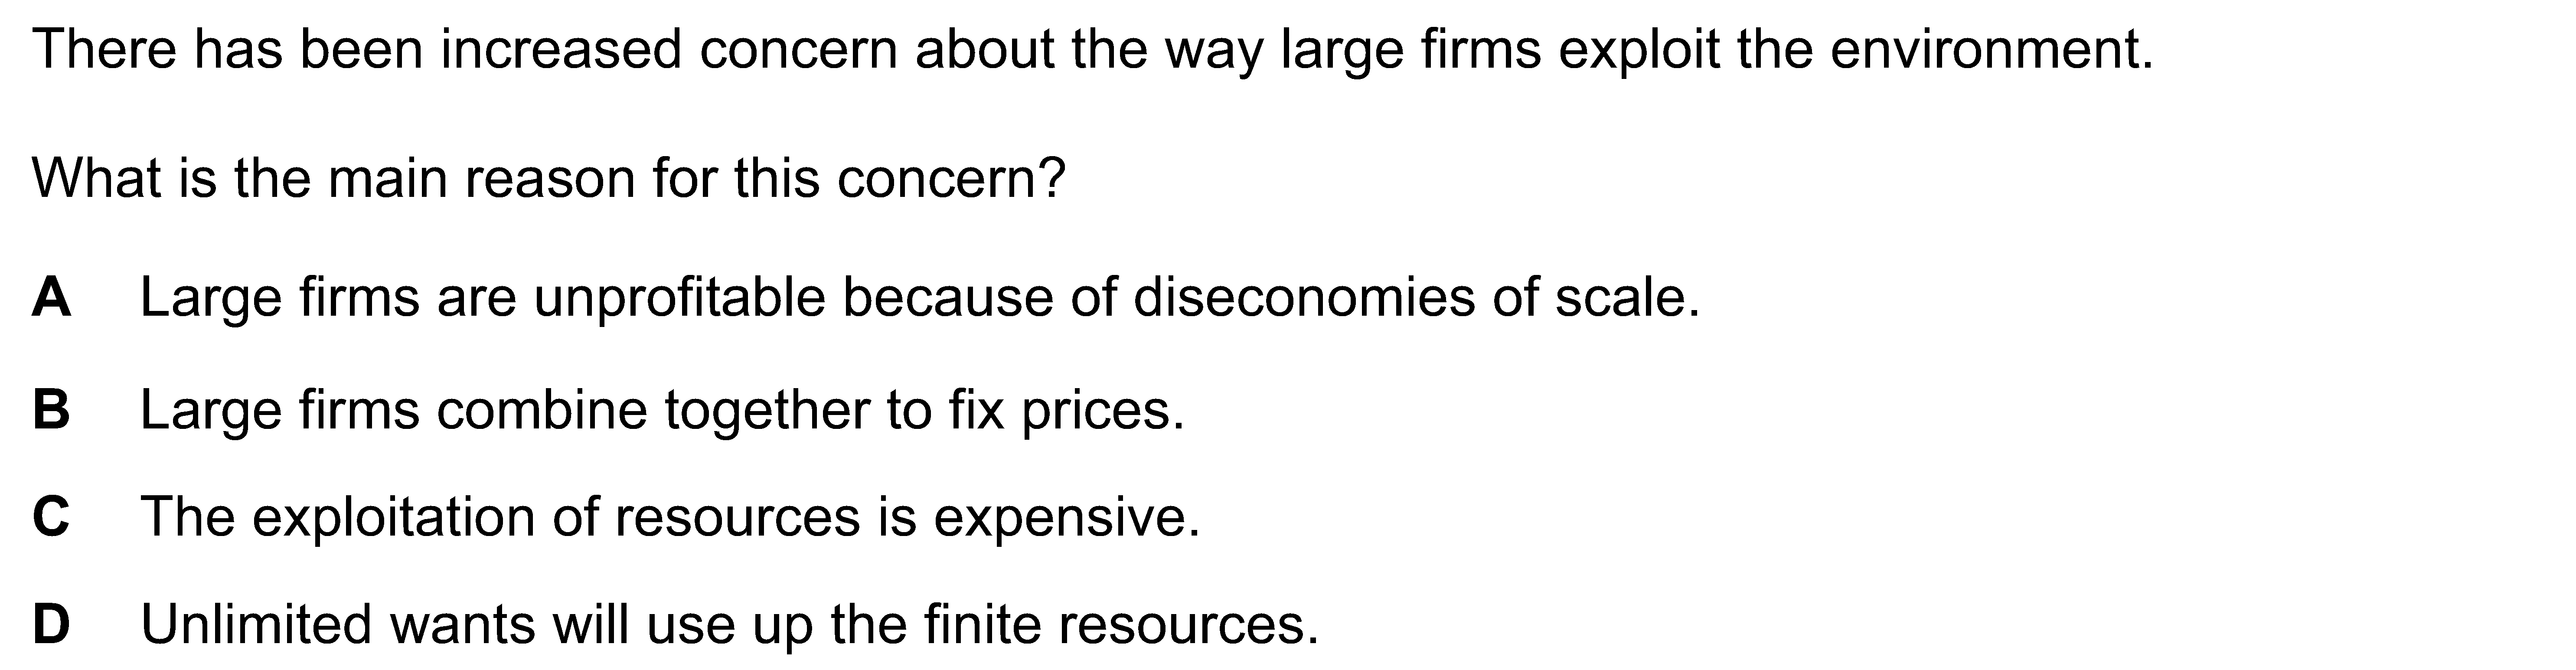 There has been increased concern about the way large firms exploit the environment.
What is the main reason for this concern?
A Large firms are unprofitable because of diseconomies of scale.
B Large firms combine together to fix prices.
C The exploitation of resources is expensive.
D Unlimited wants will use up the finite resources.